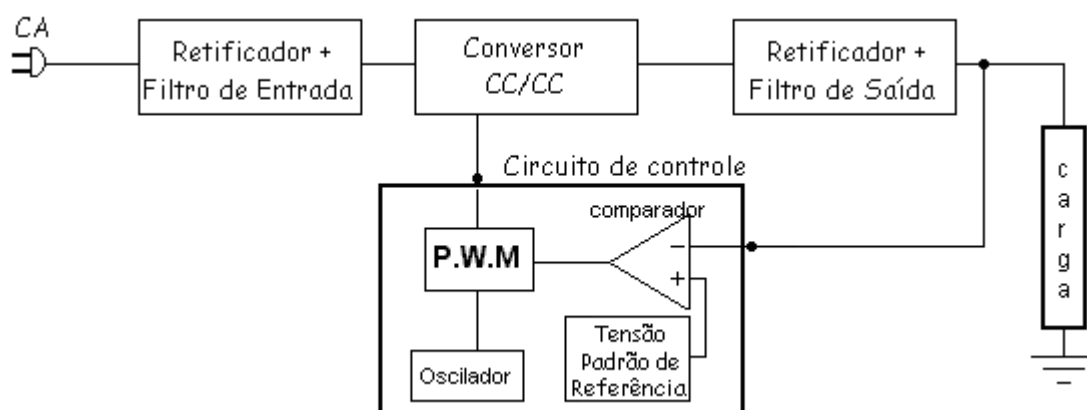 CA
Retificador +
Filtro de Entrada
Conversor
CC/CC
Retificador +
Filtro de Saída
carga
Circuito de controle
comparador
P.W.M
−
+
Oscilador
Tensão
Padrão de
Referência